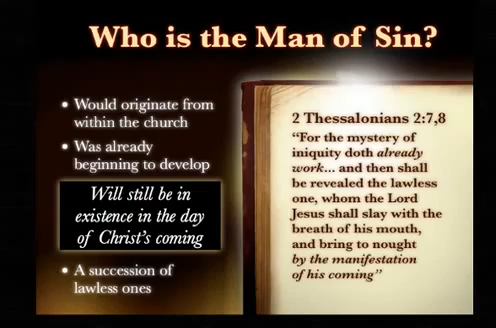 Who is the Man of Sin?
• Would originate from
within the church
• Was already
beginning to develop
Will still be in
existence in the day
of Christ's coming
• A succession of
lawless ones
2 Thessalonians 2:7,8
“For the mystery of
iniquity doth already
work... and then shall
be revealed the lawless
one, whom the Lord
Jesus shall slay with the
breath of his mouth,
and bring to nought
by the manifestation
of his coming”